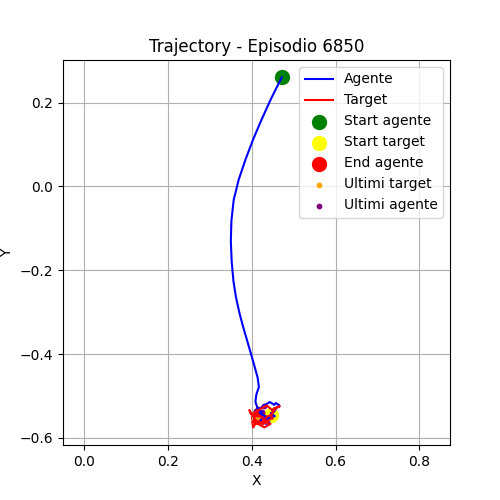 Trajectory - Episodio 6850
Agente
Target
Start agente
Start target
End agente
Ultimi target
Ultimi agente
0.2
0.0
−0.2
−0.4
−0.6
Y
0.0
0.2
0.4
0.6
0.8
X